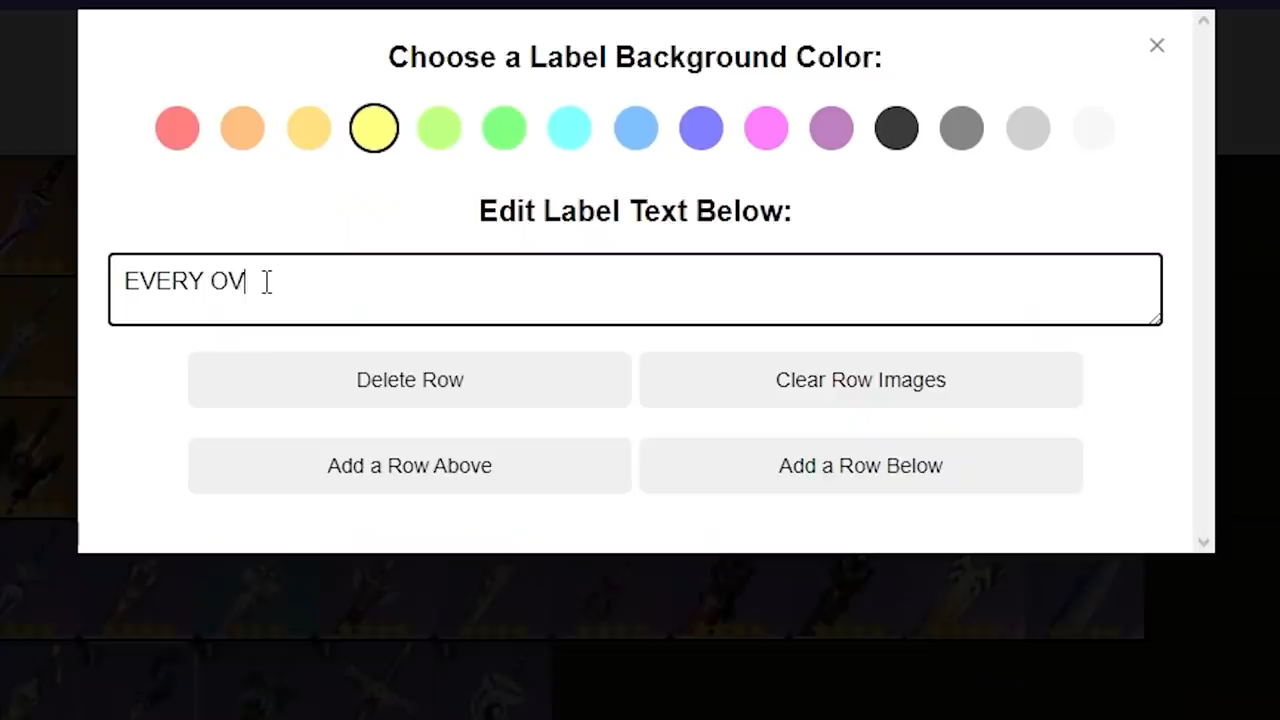 Choose a Label Background Color:
×
Edit Label Text Below:
EVERY OV
Delete Row
Clear Row Images
Add a Row Above
Add a Row Below